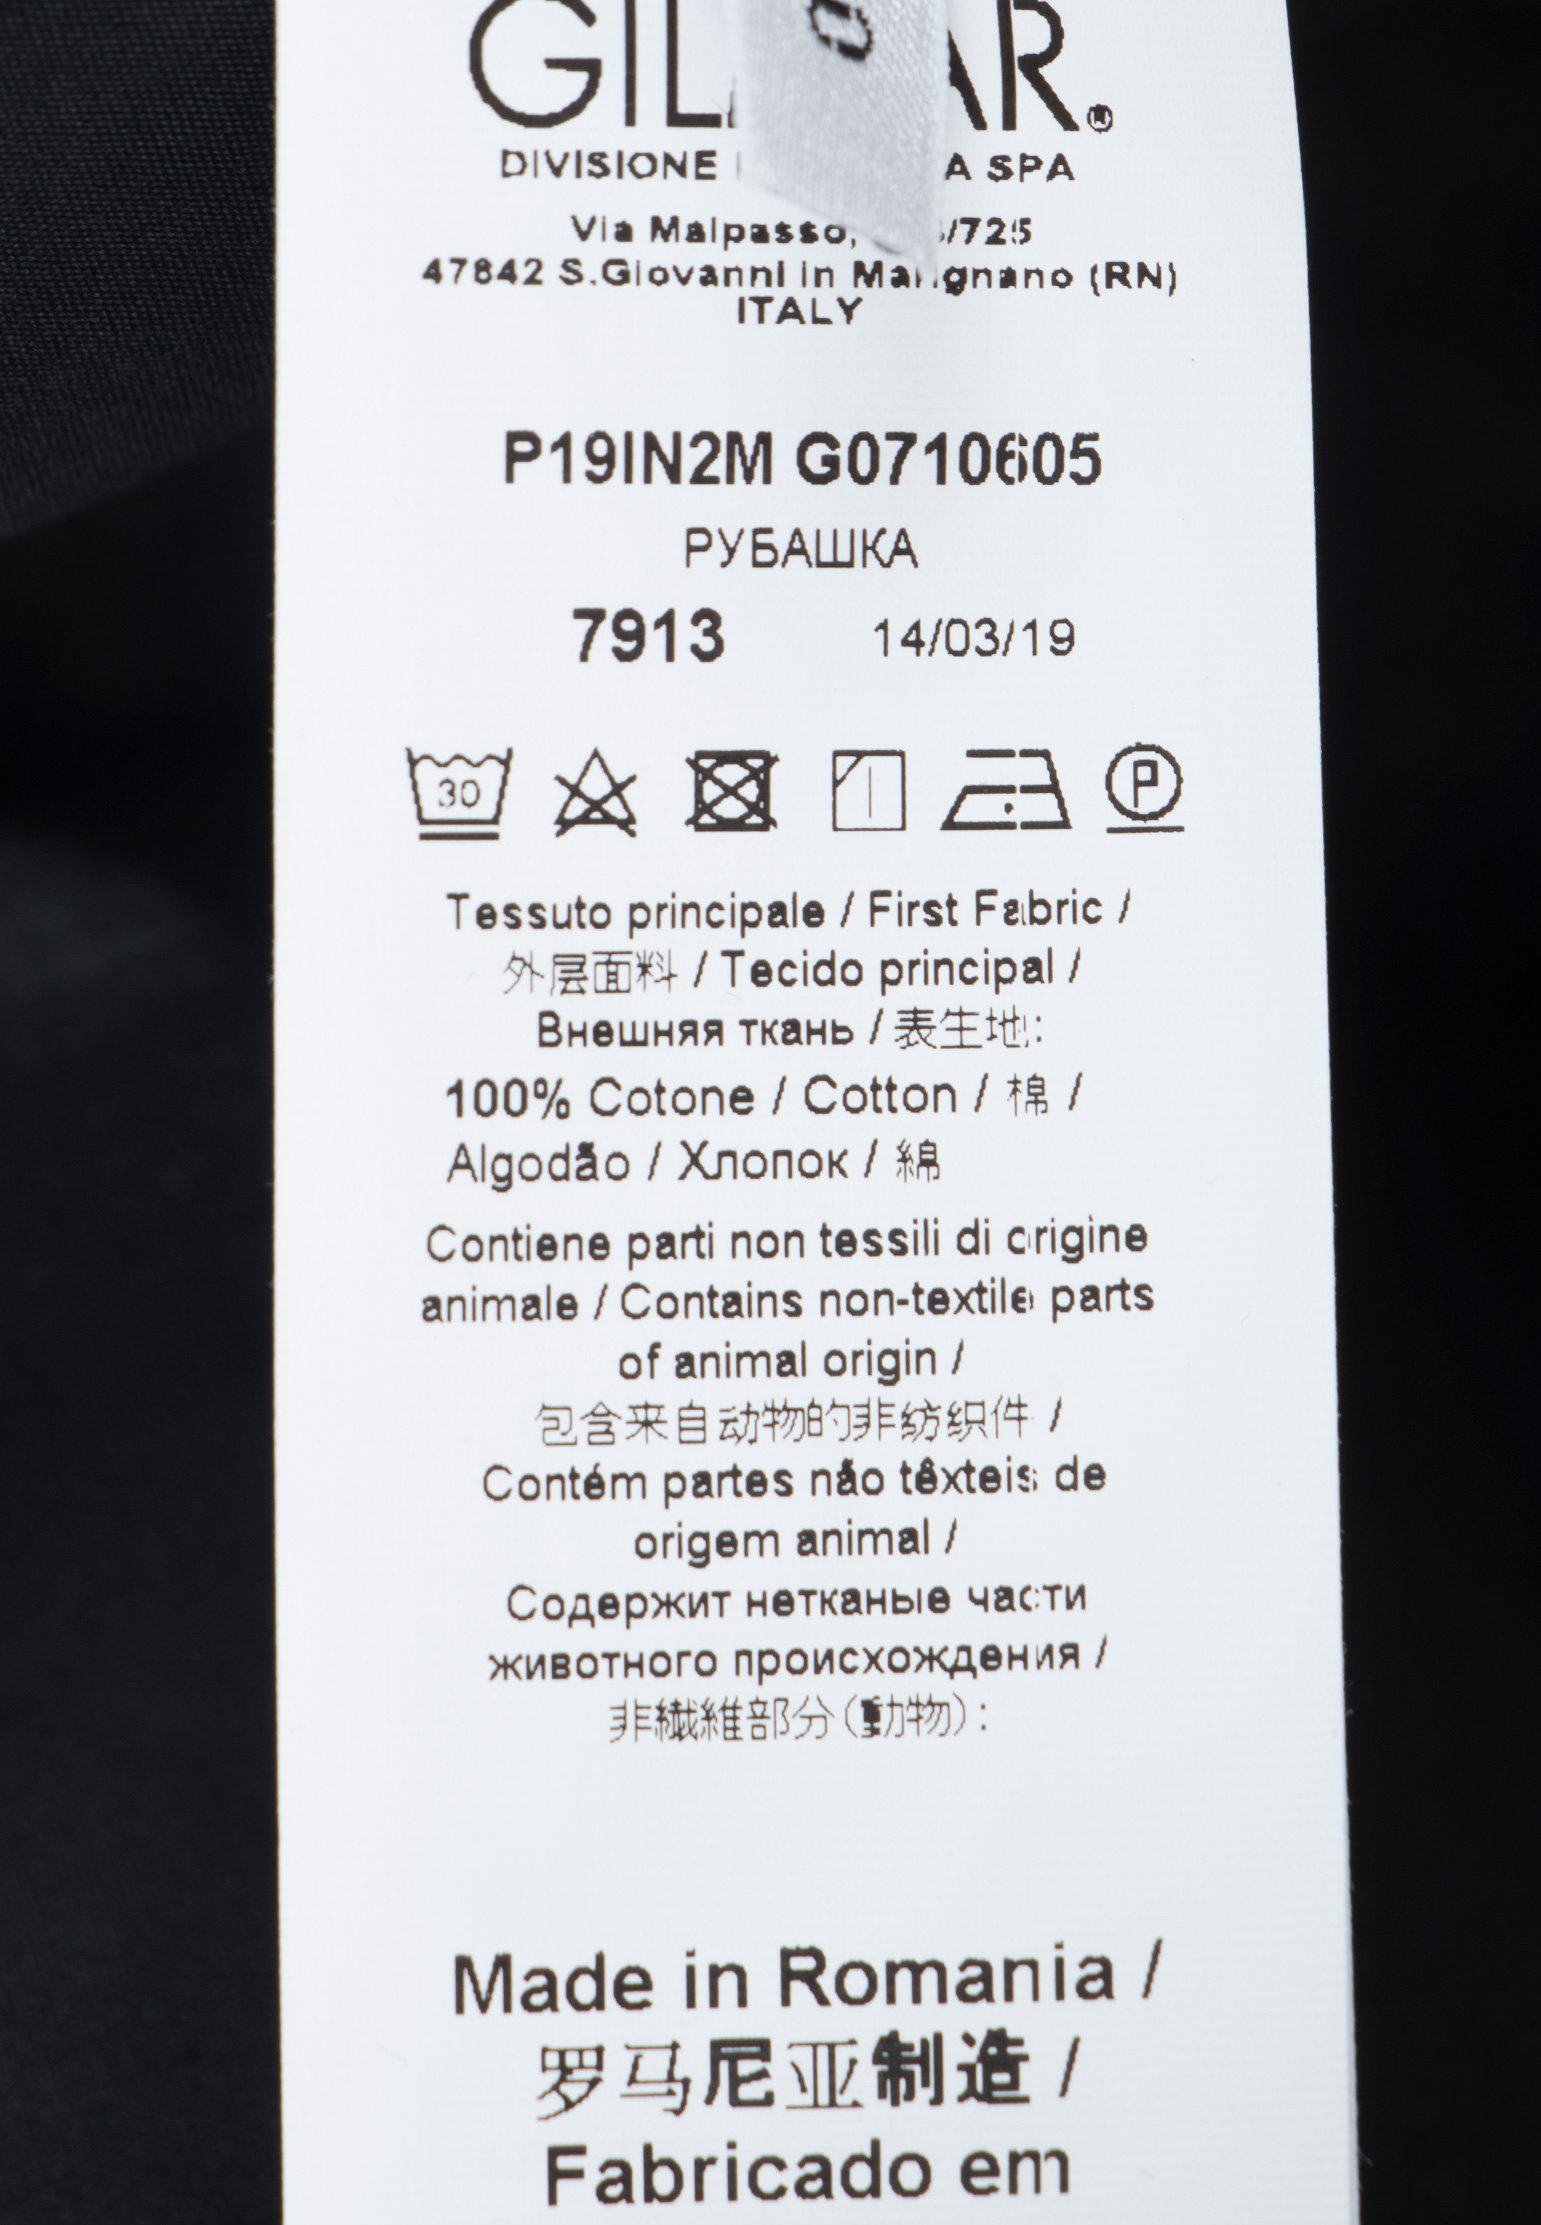 DIVISIONE A SPA
Via Malpasso, /725
47842 S.Giovanni in Marignano (RN)
ITALY
P19IN2M G0710605
РУБАШКА
7913 14/03/19
30
P
Tessuto principale / First Fabric /
外层面料 / Tecido principal /
Внешняя ткань / 表生地:
100% Cotone / Cotton / 棉 /
Algodão / Хлопок / 綿
Contiene parti non tessili di origine
animale / Contains non-textile parts
of animal origin /
包含来自动物的非纺织件 /
Contém partes não têxteis de
origem animal /
Содержит нетканые части
животного происхождения /
非繊維部分(動物):
Made in Romania /
罗马尼亚制造 /
Fabricado em